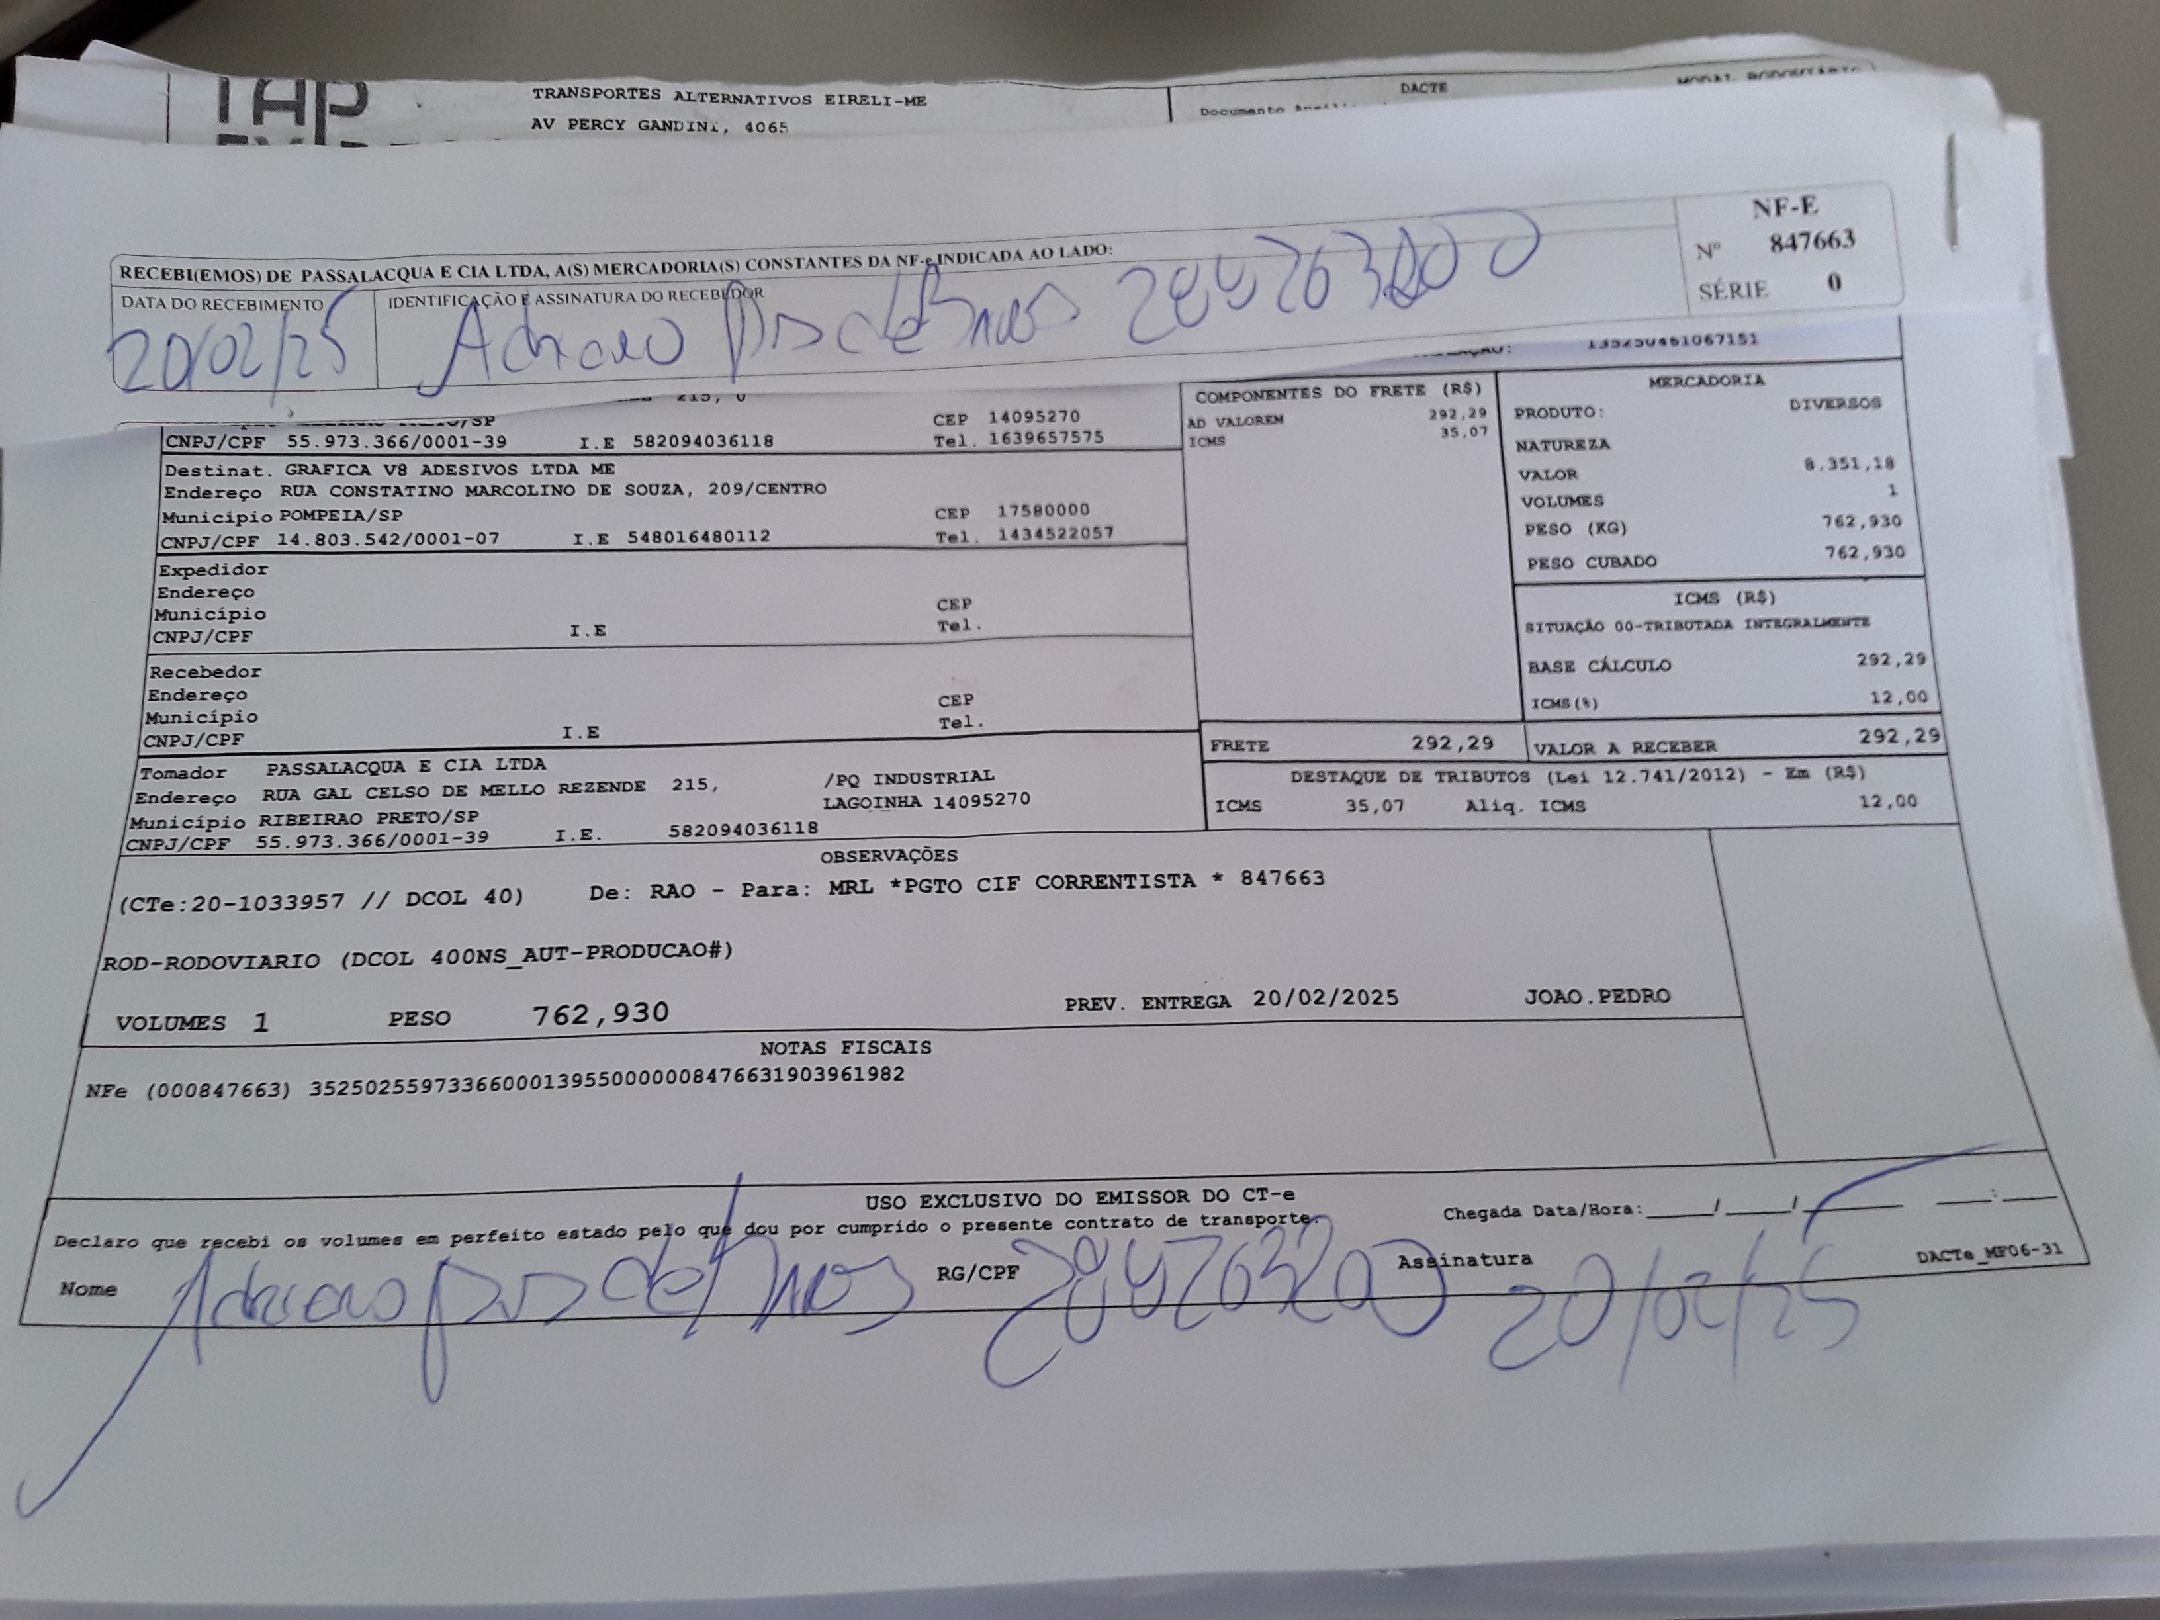 TAP
TRANSPORTES ALTERNATIVOS EIRELI-ME
AV PERCY GANDINI, 4065
DACTE
MODAL RODOVIÁRIO
Documento
RECEBI(EMOS) DE PASSALACQUA E CIA LTDA, A(S) MERCADORIA(S) CONSTANTES DA NF-e INDICADA AO LADO:
DATA DO RECEBIMENTO
IDENTIFICAÇÃO E ASSINATURA DO RECEBEDOR
20/02/25
NF-E
Nº 847663
SÉRIE 0
135250461067151
215, 0
CEP 14095270
CNPJ/CPF 55.973.366/0001-39 I.E 582094036118 Tel. 1639657575
Destinat. GRAFICA V8 ADESIVOS LTDA ME
Endereço RUA CONSTATINO MARCOLINO DE SOUZA, 209/CENTRO
Município POMPEIA/SP CEP 17580000
CNPJ/CPF 14.803.542/0001-07 I.E 548016480112 Tel. 1434522057
Expedidor
Endereço
Município CEP
CNPJ/CPF I.E Tel.
Recebedor
Endereço
Município CEP
CNPJ/CPF I.E Tel.
Tomador PASSALACQUA E CIA LTDA
Endereço RUA GAL CELSO DE MELLO REZENDE 215, /PQ INDUSTRIAL
LAGOINHA 14095270
Município RIBEIRAO PRETO/SP
CNPJ/CPF 55.973.366/0001-39 I.E. 582094036118
COMPONENTES DO FRETE (R$)
AD VALOREM 292,29
ICMS 35,07
MERCADORIA
PRODUTO: DIVERSOS
NATUREZA
VALOR 8.351,18
VOLUMES 1
PESO (KG) 762,930
PESO CUBADO 762,930
ICMS (R$)
SITUAÇÃO 00-TRIBUTADA INTEGRALMENTE
BASE CÁLCULO 292,29
ICMS(%) 12,00
FRETE 292,29 VALOR A RECEBER 292,29
DESTAQUE DE TRIBUTOS (Lei 12.741/2012) - Em (R$)
ICMS 35,07 Aliq. ICMS 12,00
OBSERVAÇÕES
(CTe:20-1033957 // DCOL 40) De: RAO - Para: MRL *PGTO CIF CORRENTISTA * 847663
ROD-RODOVIARIO (DCOL 400NS_AUT-PRODUCAO#)
VOLUMES 1 PESO 762,930 PREV. ENTREGA 20/02/2025 JOAO.PEDRO
NOTAS FISCAIS
NFe (000847663) 35250255973366000139550000008476631903961982
USO EXCLUSIVO DO EMISSOR DO CT-e
Declaro que recebi os volumes em perfeito estado pelo que dou por cumprido o presente contrato de transporte.
Chegada Data/Hora:_____/_____/_______ ____:____
Nome RG/CPF Assinatura DACTe_MF06-31
20/02/25